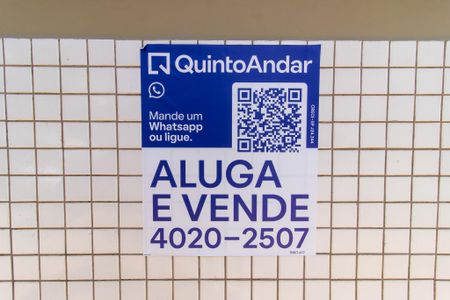 QuintoAndar
Mande um
Whatsapp
ou ligue.
ALUGA
E VENDE
4020-2507